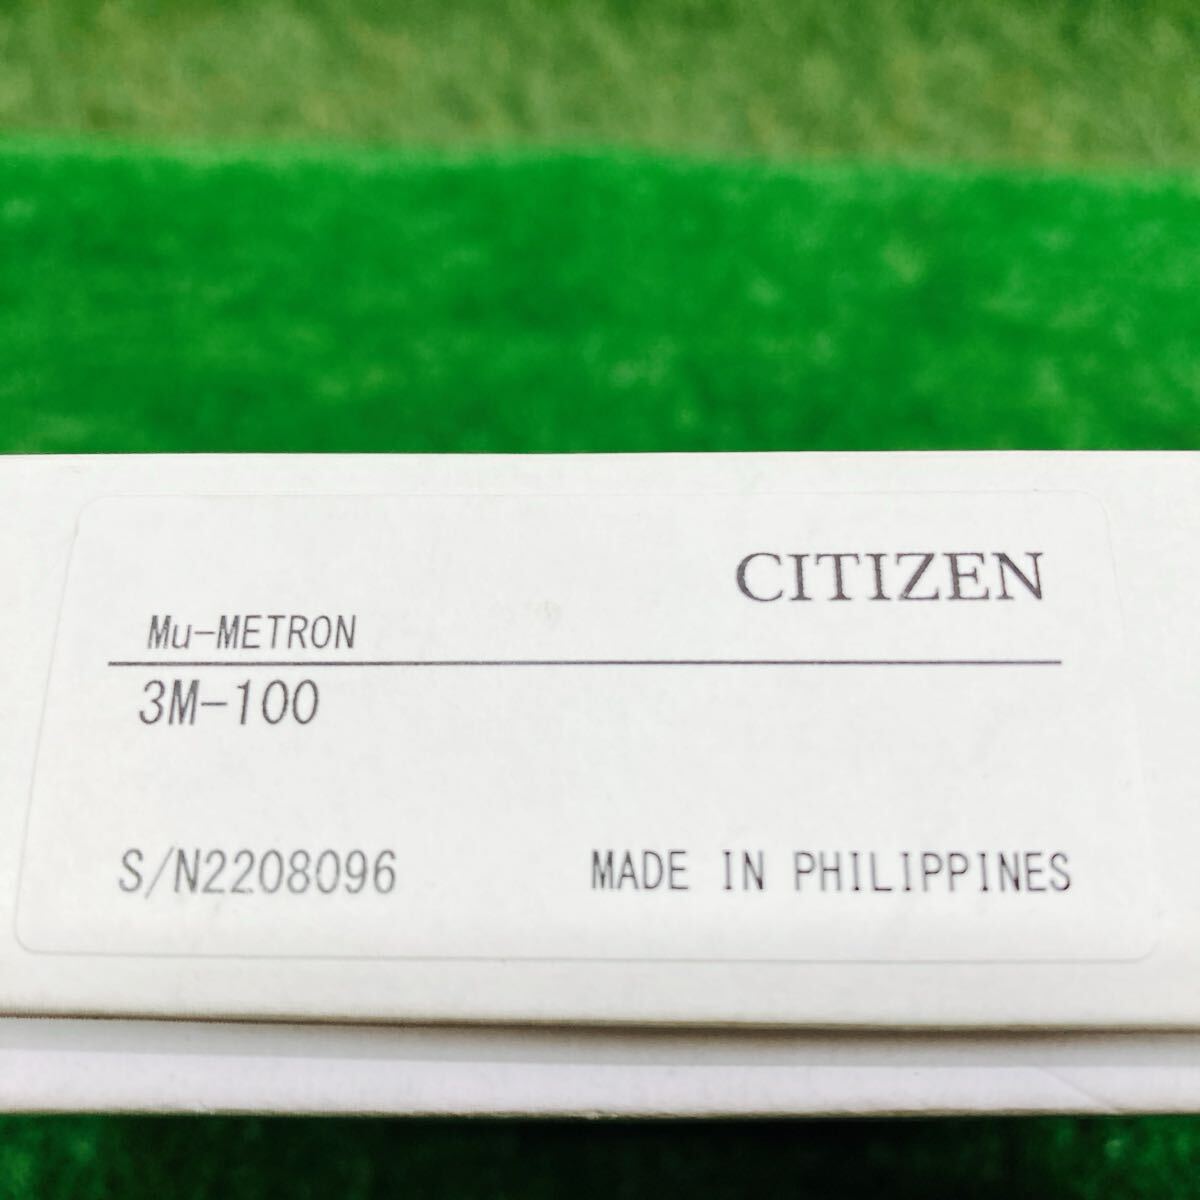 CITIZEN
Mu-METRON
3M-100
S/N2208096 MADE IN PHILIPPINES